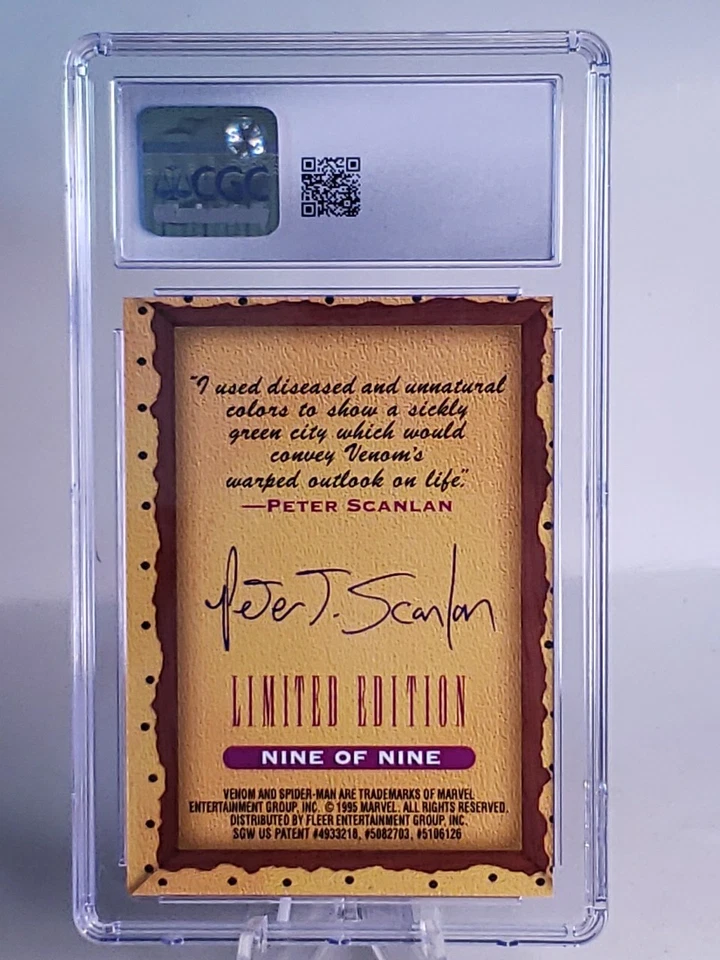 CGC
"I used diseased and unnatural
colors to show a sickly
green city which would
convey Venom's
warped outlook on life."
—PETER SCANLAN
Peter J. Scanlan
LIMITED EDITION
NINE OF NINE
VENOM AND SPIDER-MAN ARE TRADEMARKS OF MARVEL
ENTERTAINMENT GROUP, INC. © 1995 MARVEL. ALL RIGHTS RESERVED.
DISTRIBUTED BY FLEER ENTERTAINMENT GROUP, INC.
SGW US PATENT #4933218, #5082703, #5106126